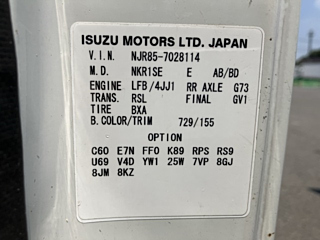 ISUZU MOTORS LTD. JAPAN
V.I.N. NJR85-7028114
M.D. NKR1SE E AB/BD
ENGINE LFB/4JJ1 RR AXLE G73
TRANS. RSL FINAL GV1
TIRE BXA
B.COLOR/TRIM 729/155
OPTION
C60 E7N FF0 K89 RPS RS9
U69 V4D YW1 25W 7VP 8GJ
8JM 8KZ